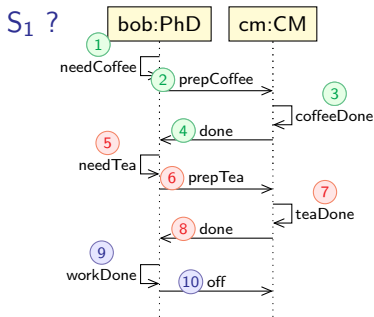 S1 ?
bob:PhD
cm:CM
1
needCoffee
2 prepCoffee
3
coffeeDone
4 done
5
needTea
6 prepTea
7
teaDone
8 done
9
workDone
10 off